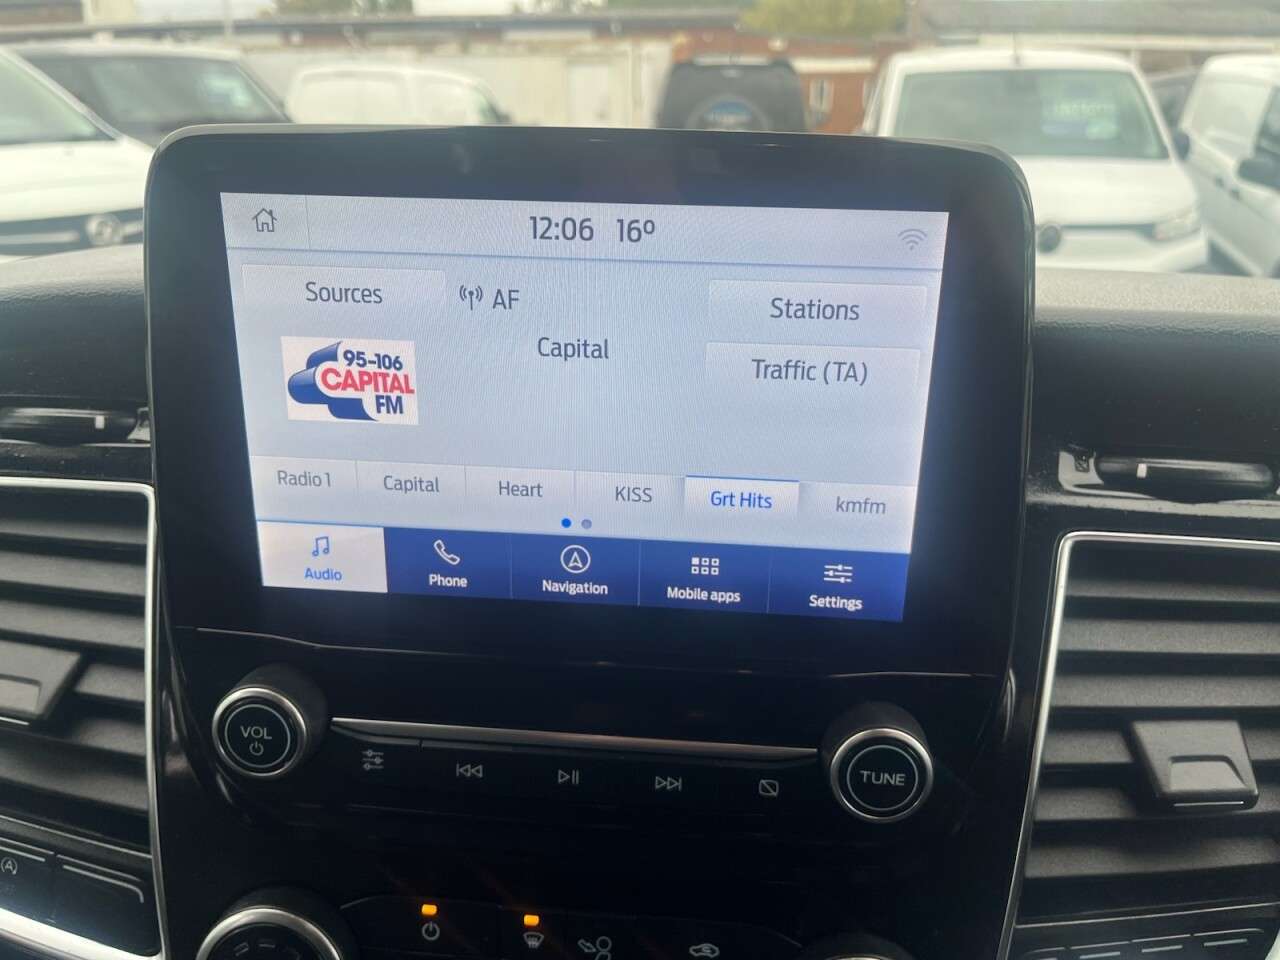 12:06 16º
Sources
AF
Stations
Capital
Traffic (TA)
95-106
CAPITAL
FM
Radio 1
Capital
Heart
KISS
Grt Hits
kmfm
Audio
Phone
Navigation
Mobile apps
Settings
VOL
TUNE